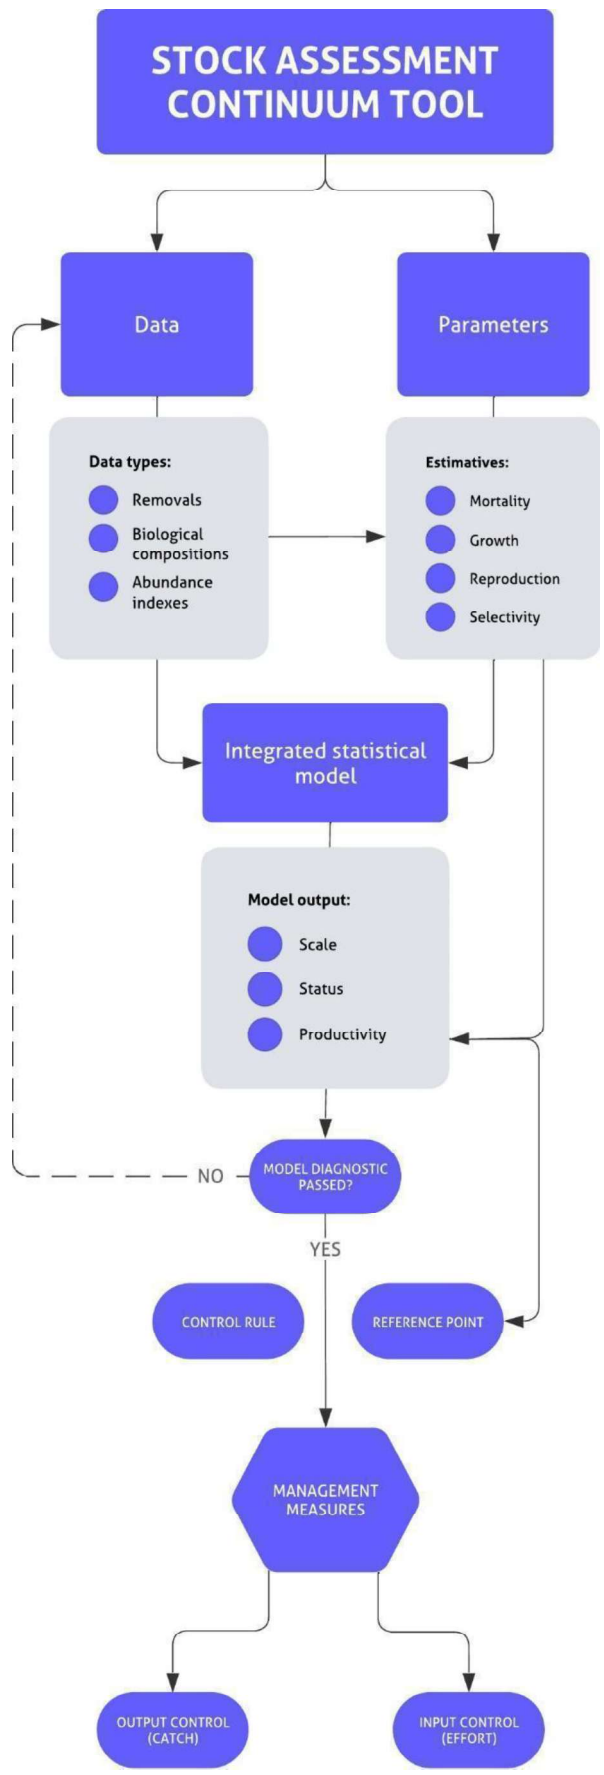 STOCK ASSESSMENT
CONTINUUM TOOL
Data
Parameters
Data types:
Removals
Biological
compositions
Abundance
indexes
Estimatives:
Mortality
Growth
Reproduction
Selectivity
Integrated statistical
model
Model output:
Scale
Status
Productivity
MODEL DIAGNOSTIC
PASSED?
NO
YES
CONTROL RULE
REFERENCE POINT
MANAGEMENT
MEASURES
OUTPUT CONTROL
(CATCH)
INPUT CONTROL
(EFFORT)